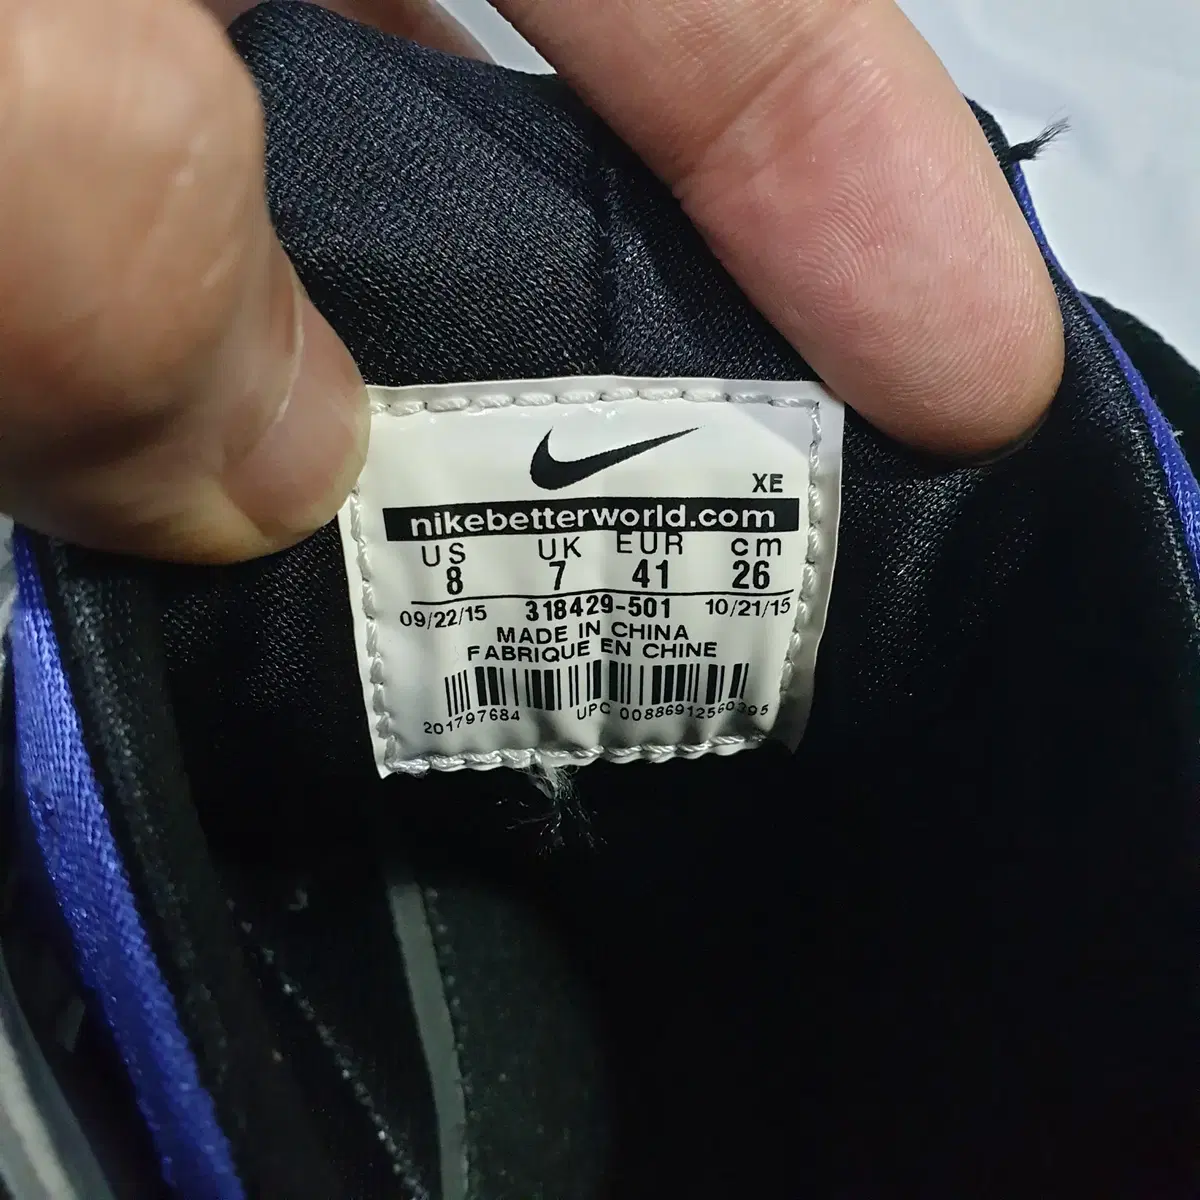 XE
nikebetterworld.com
US UK EUR cm
8 7 41 26
09/22/15 318429-501 10/21/15
MADE IN CHINA
FABRIQUE EN CHINE
201797684 UPC 00886912560395